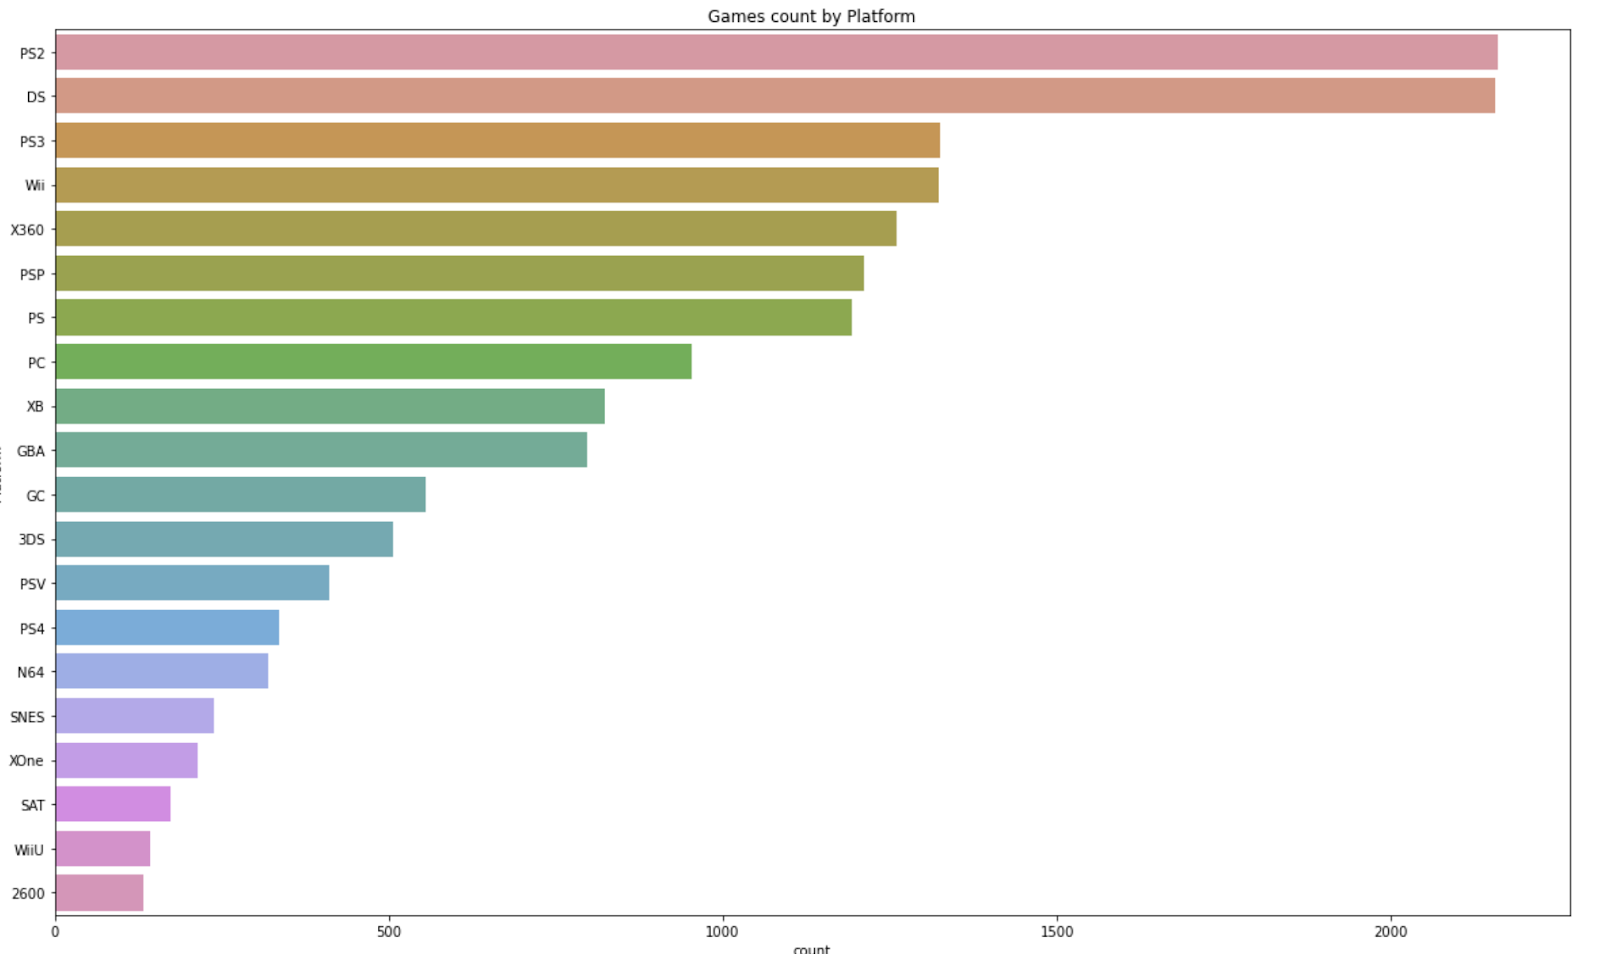 Games count by Platform
PS2
DS
PS3
Wii
X360
PSP
PS
PC
XB
GBA
GC
3DS
PSV
PS4
N64
SNES
XOne
SAT
WiiU
2600
0 500 1000 1500 2000
count